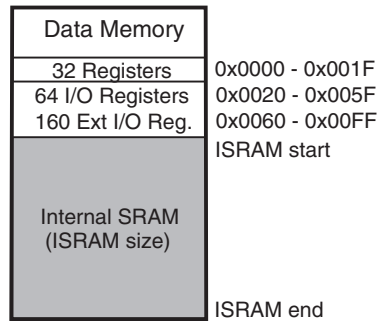 Data Memory
32 Registers 0x0000 - 0x001F
64 I/O Registers 0x0020 - 0x005F
160 Ext I/O Reg. 0x0060 - 0x00FF
ISRAM start
Internal SRAM
(ISRAM size)
ISRAM end